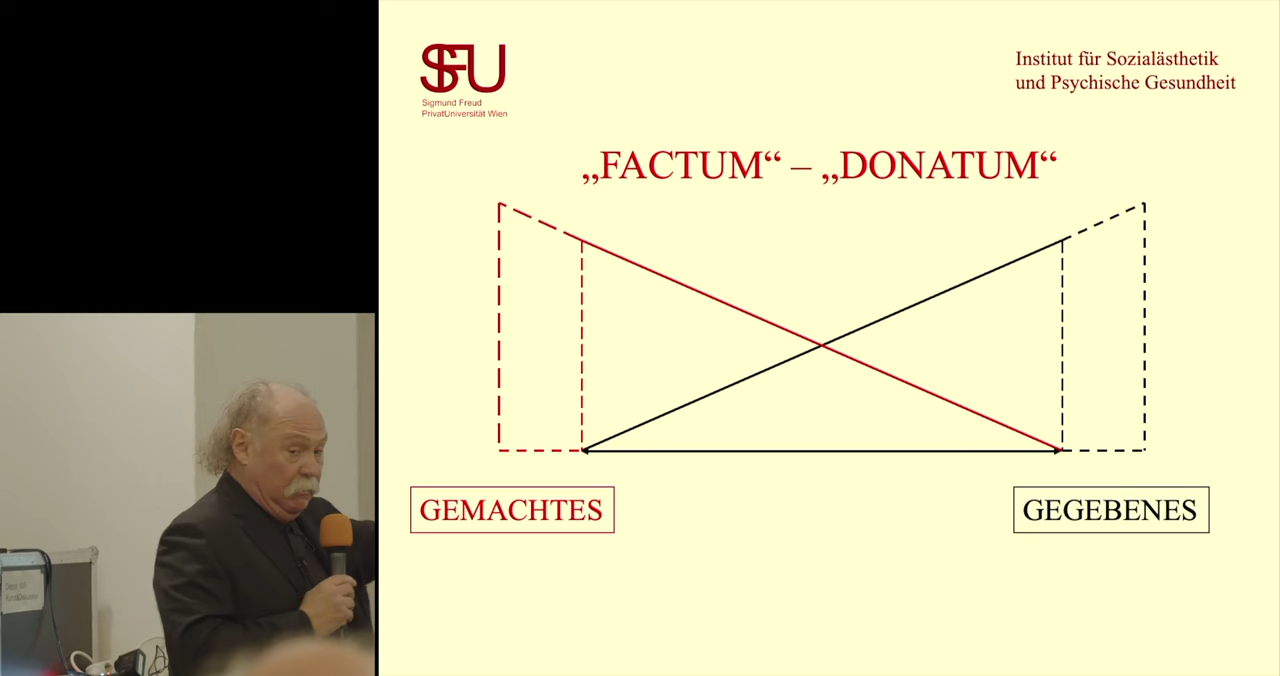 SFU
Sigmund Freud
PrivatUniversität Wien
Institut für Sozialästhetik
und Psychische Gesundheit
„FACTUM“ – „DONATUM“
GEMACHTES
GEGEBENES